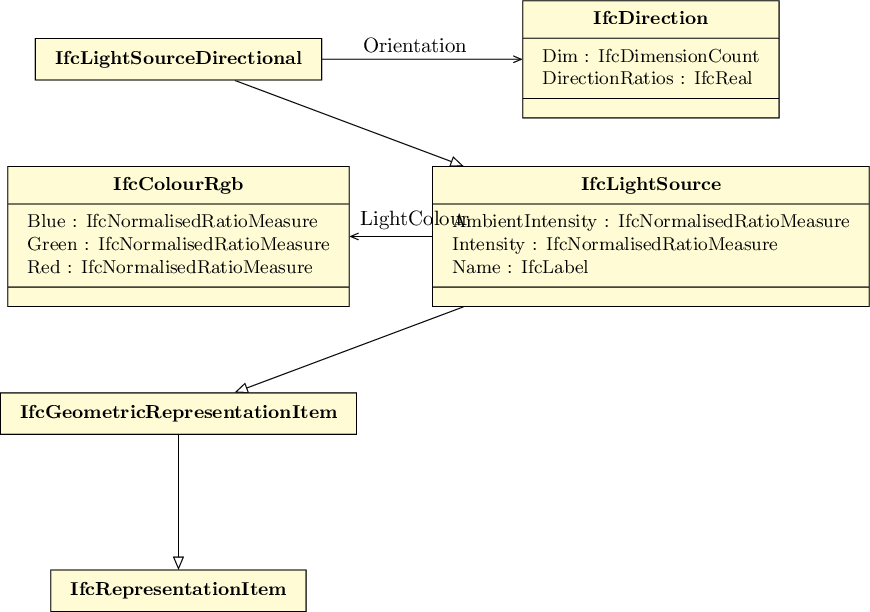 IfcDirection
IfcLightSourceDirectional
Orientation
Dim : IfcDimensionCount
DirectionRatios : IfcReal
IfcColourRgb
IfcLightSource
Blue : IfcNormalisedRatioMeasure
Green : IfcNormalisedRatioMeasure
Red : IfcNormalisedRatioMeasure
LightColour
AmbientIntensity : IfcNormalisedRatioMeasure
Intensity : IfcNormalisedRatioMeasure
Name : IfcLabel
IfcGeometricRepresentationItem
IfcRepresentationItem